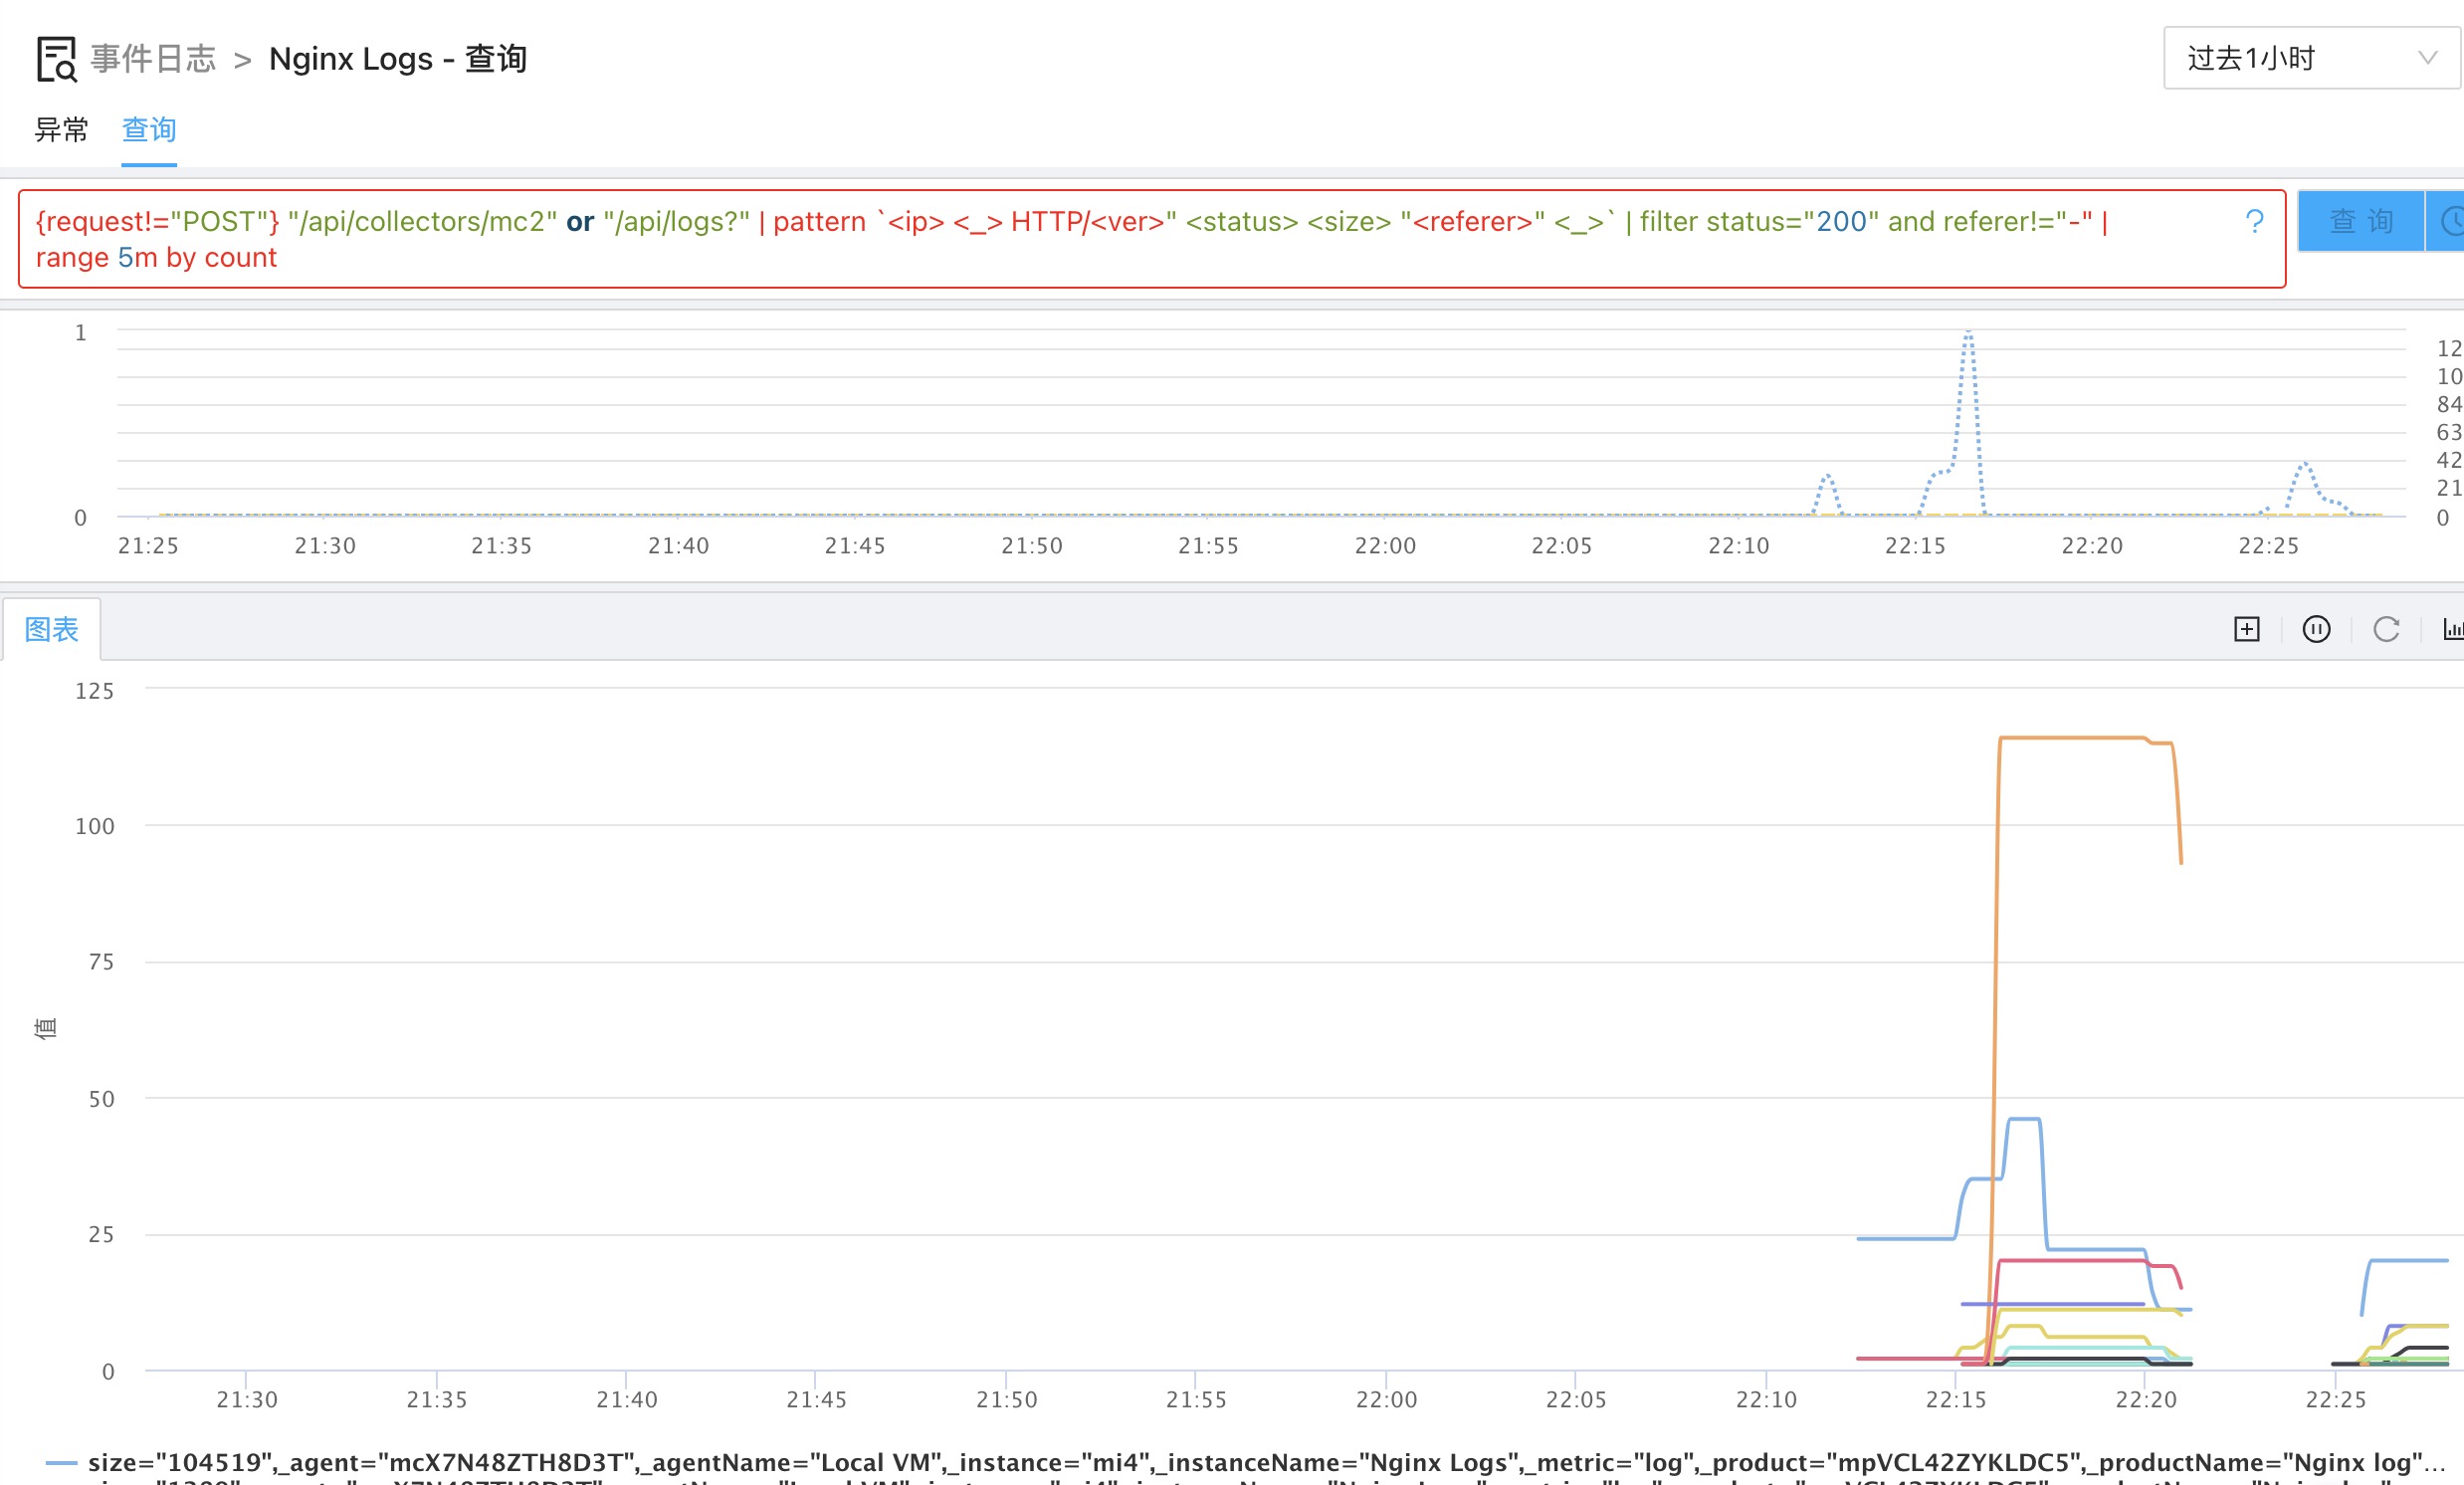 事件日志 > Nginx Logs - 查询
过去1小时
异常 查询
{request!="POST"} "/api/collectors/mc2" or "/api/logs?" | pattern `<ip> <_> HTTP/<ver>" <status> <size> "<referer>" <_>` | filter status="200" and referer!="-" |
range 5m by count
?
查 询
1
0
12
10
84
63
42
21
0
21:25 21:30 21:35 21:40 21:45 21:50 21:55 22:00 22:05 22:10 22:15 22:20 22:25
图表
125
100
75
50
25
0
值
21:30 21:35 21:40 21:45 21:50 21:55 22:00 22:05 22:10 22:15 22:20 22:25
size="104519",_agent="mcX7N48ZTH8D3T",_agentName="Local VM",_instance="mi4",_instanceName="Nginx Logs",_metric="log",_product="mpVCL42ZYKLDC5",_productName="Nginx log"...